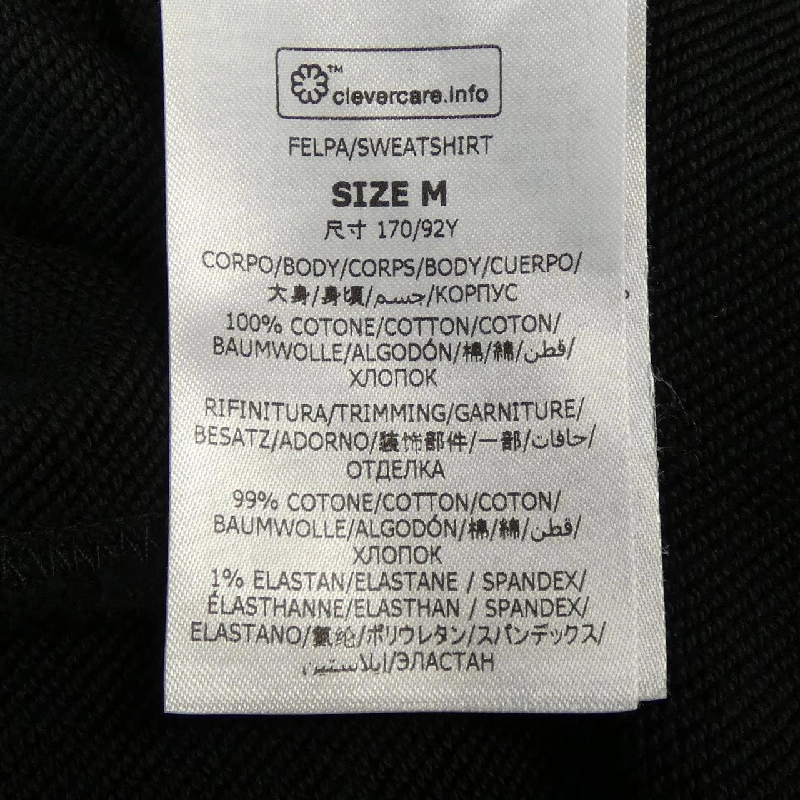 ™
clevercare.info
FELPA/SWEATSHIRT
SIZE M
尺寸 170/92Y
CORPO/BODY/CORPS/BODY/CUERPO/
大身/身頃/جسم/КОРПУС
100% COTONE/COTTON/COTON/
BAUMWOLLE/ALGODÓN/棉/綿/قطن/
ХЛОПОК
RIFINITURA/TRIMMING/GARNITURE/
BESATZ/ADORNO/装饰部件/一部/حافات/
ОТДЕЛКА
99% COTONE/COTTON/COTON/
BAUMWOLLE/ALGODÓN/棉/綿/قطن/
ХЛОПОК
1% ELASTAN/ELASTANE / SPANDEX/
ÉLASTHANNE/ELASTHAN / SPANDEX/
ELASTANO/氨纶/ポリウレタン/スパンデックス/
ايلاستين/ЭЛАСТАН